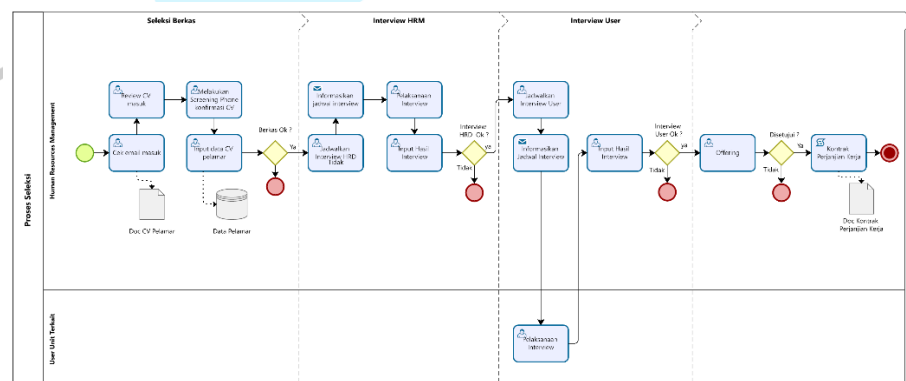 Seleksi Berkas
Interview HRM
Interview User
Proses Seleksi
Human Resources Management
Review CV
masuk
Melakukan
Screening Phone
konfirmasi CV
Cek email masuk
Input data CV
pelamar
Berkas Ok ?
Ya
Doc CV Pelamar
Data Pelamar
Informasikan
jadwal interview
Pelaksanaan
Interview
Jadwalkan
Interview HRD
Tidak
Input Hasil
Interview
Interview
HRD Ok ?
ya
Tidak
Jadwalkan
Interview User
Informasikan
Jadwal Interview
Input Hasil
Interview
Interview
User Ok ?
ya
Tidak
Offering
Disetujui ?
Ya
Tidak
Kontrak
Perjanjian Kerja
Doc Kontrak
Perjanjian Kerja
User Unit Terkait
Pelaksanaan
Interview